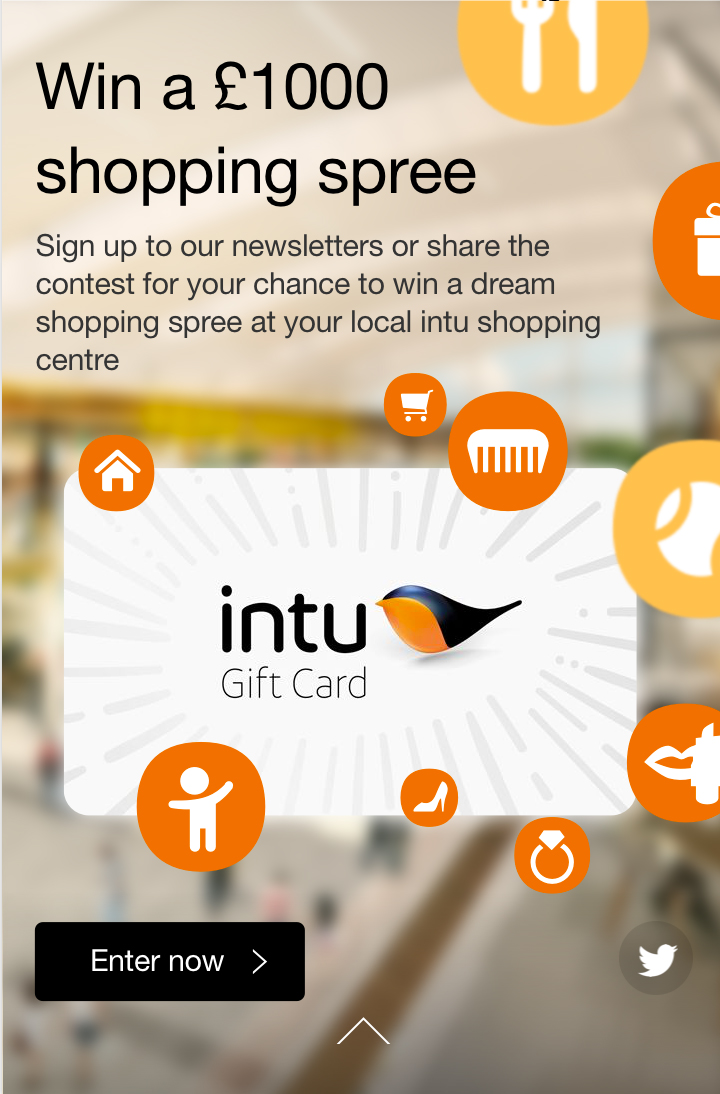 Win a £1000
shopping spree
Sign up to our newsletters or share the
contest for your chance to win a dream
shopping spree at your local intu shopping
centre
intu
Gift Card
Enter now